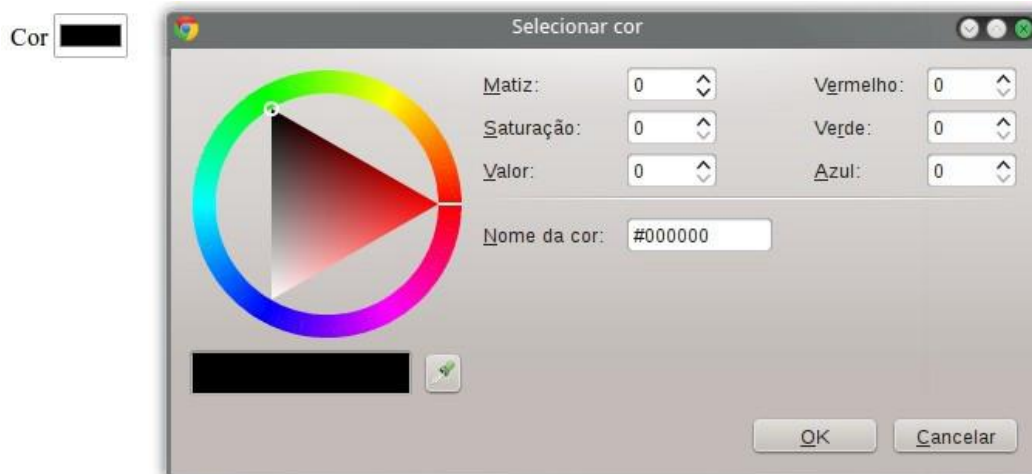 Cor
Selecionar cor
Matiz: 0 Vermelho: 0
Saturação: 0 Verde: 0
Valor: 0 Azul: 0
Nome da cor: #000000
OK Cancelar